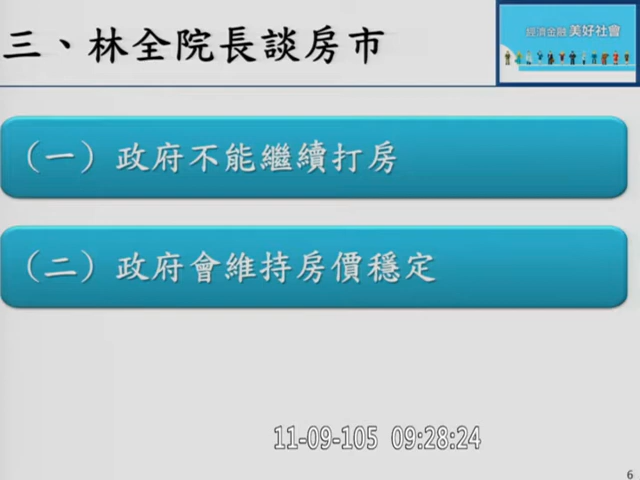 三、林全院長談房市
經濟金融 美好社會
（一）政府不能繼續打房
（二）政府會維持房價穩定
11-09-105 09:28:24
6